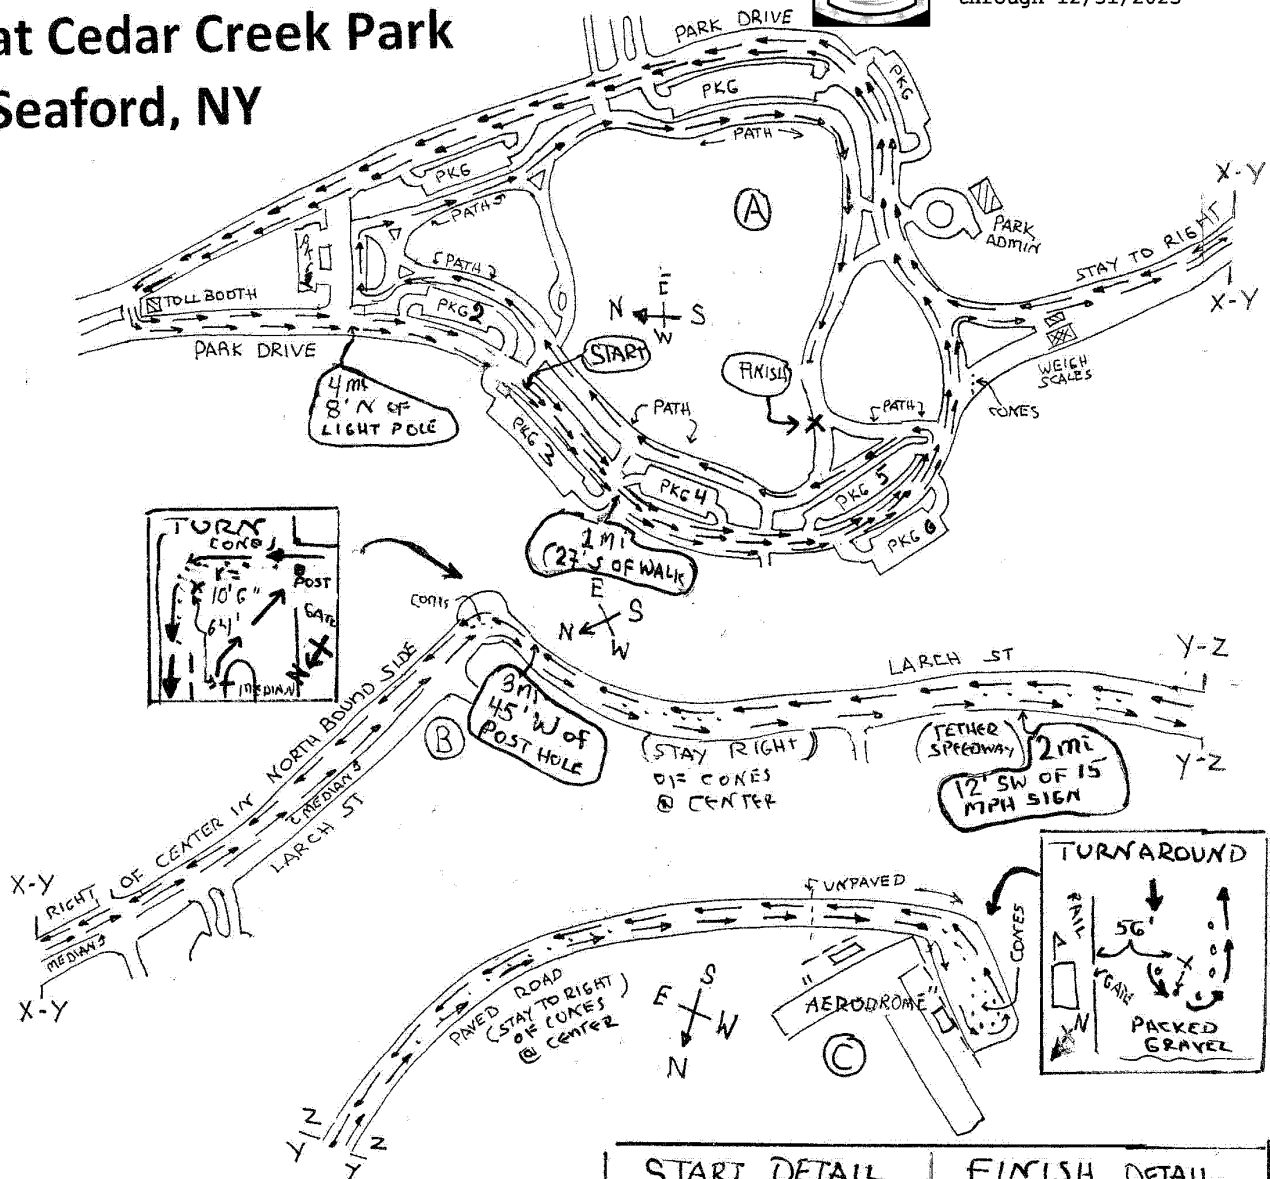 at Cedar Creek Park
Seaford, NY
through 12/31/2023
PARK DRIVE
PKG
PKG
PATH
PKG
PATH
A
PARK
ADMIN
X-Y
STAY TO RIGHT
X-Y
TOLL BOOTH
PATH
PKG 2
E
N S
W
START
FINISH
PARK DRIVE
4 mi
8' N OF
LIGHT POLE
WEIGH
SCALES
CONES
PATH
PATH
PKG 3
PKG 4
PKG 5
PKG 6
1 mi
(27' S OF WALK
TURN
CONES
10'6"
POST
64'
GATE
N
MEDIAN
CONES
E
S
N
W
LARCH ST
Y-Z
3 mi
45' W OF
POST HOLE
B
(STAY RIGHT)
OF CONES
@ CENTER
(TETHER
SPEEDWAY)
2 mi
12' SW OF 15
MPH SIGN
Y-Z
RIGHT OF CENTER IN NORTH BOUND SIDE
(MEDIANS
LARCH ST
X-Y
MEDIANS
X-Y
UNPAVED
CONES
TURNAROUND
RAIL
56'
GATE
N
PACKED
GRAVEL
PAVED ROAD
(STAY TO RIGHT)
OF CONES
@ CENTER
S
E
W
N
"AERODROME"
C
Z
Y
Z
Y
START DETAIL
FINISH DETAIL